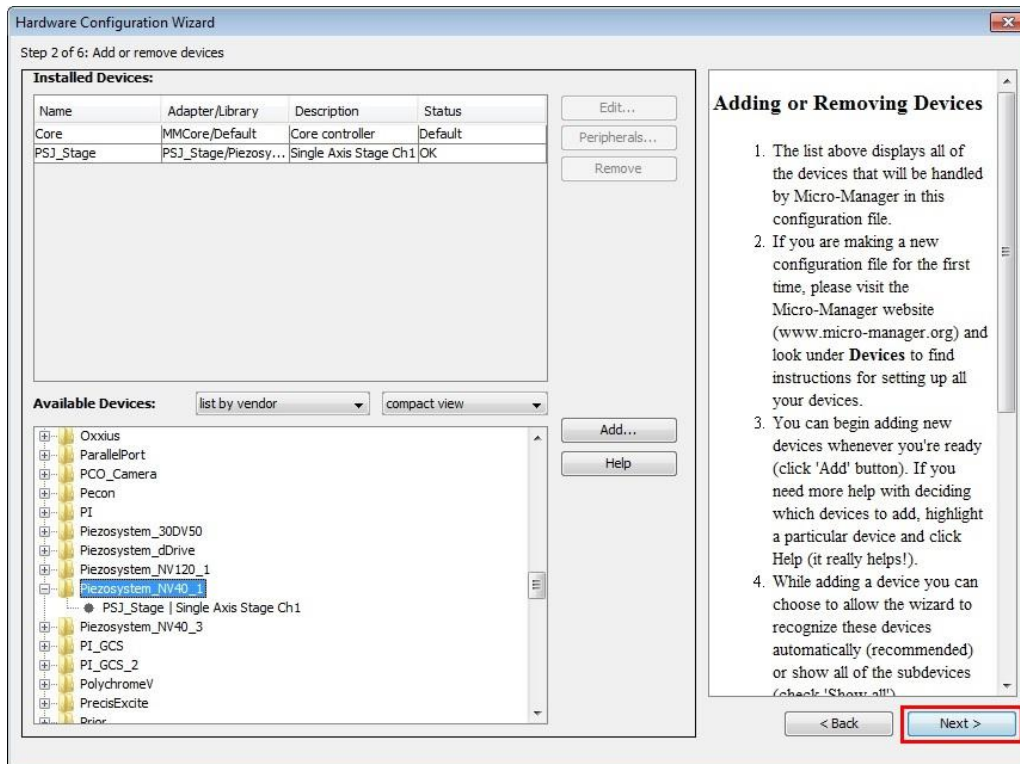 Hardware Configuration Wizard
Step 2 of 6: Add or remove devices
Installed Devices:
Name Adapter/Library Description Status
Core MMCore/Default Core controller Default
PSJ_Stage PSJ_Stage/Piezosy... Single Axis Stage Ch1 OK
Edit...
Peripherals...
Remove
Available Devices: list by vendor compact view
Oxxius
ParallelPort
PCO_Camera
Pecon
PI
Piezosystem_30DV50
Piezosystem_dDrive
Piezosystem_NV120_1
Piezosystem_NV40_1
PSJ_Stage | Single Axis Stage Ch1
Piezosystem_NV40_3
PI_GCS
PI_GCS_2
PolychromeV
PrecisExcite
Prior
Add...
Help
Adding or Removing Devices
1. The list above displays all of
the devices that will be handled
by Micro-Manager in this
configuration file.
2. If you are making a new
configuration file for the first
time, please visit the
Micro-Manager website
(www.micro-manager.org) and
look under Devices to find
instructions for setting up all
your devices.
3. You can begin adding new
devices whenever you're ready
(click 'Add' button). If you
need more help with deciding
which devices to add, highlight
a particular device and click
Help (it really helps!).
4. While adding a device you can
choose to allow the wizard to
recognize these devices
automatically (recommended)
or show all of the subdevices
(check 'Show all')
< Back
Next >